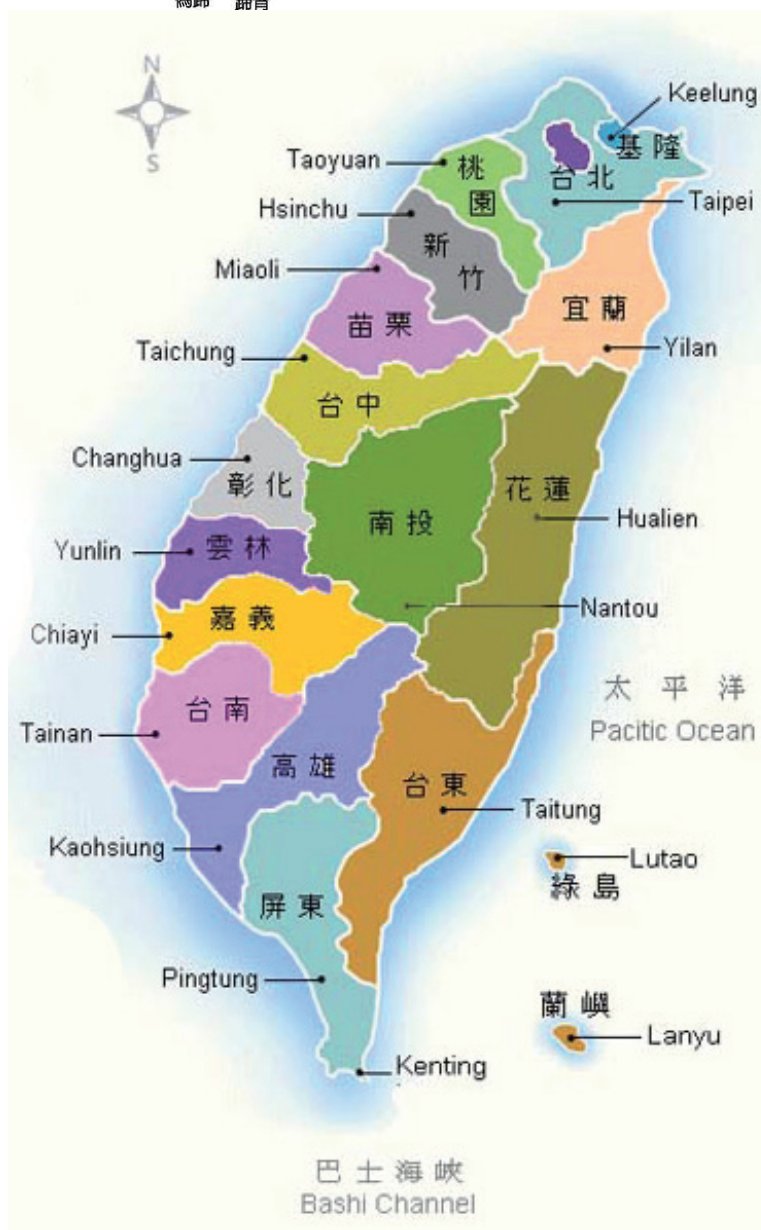 N
S
Keelung
基隆
Taoyuan
桃
園
台北
Taipei
Hsinchu
新
竹
Miaoli
苗栗
宜蘭
Yilan
Taichung
台中
Changhua
彰化
花蓮
Hualien
南投
Nantou
Yunlin
雲林
Chiayi
嘉義
太平洋
Pacitic Ocean
Tainan
台南
高雄
台東
Taitung
Kaohsiung
Lutao
綠島
屏東
Pingtung
蘭嶼
Lanyu
Kenting
巴士海峽
Bashi Channel